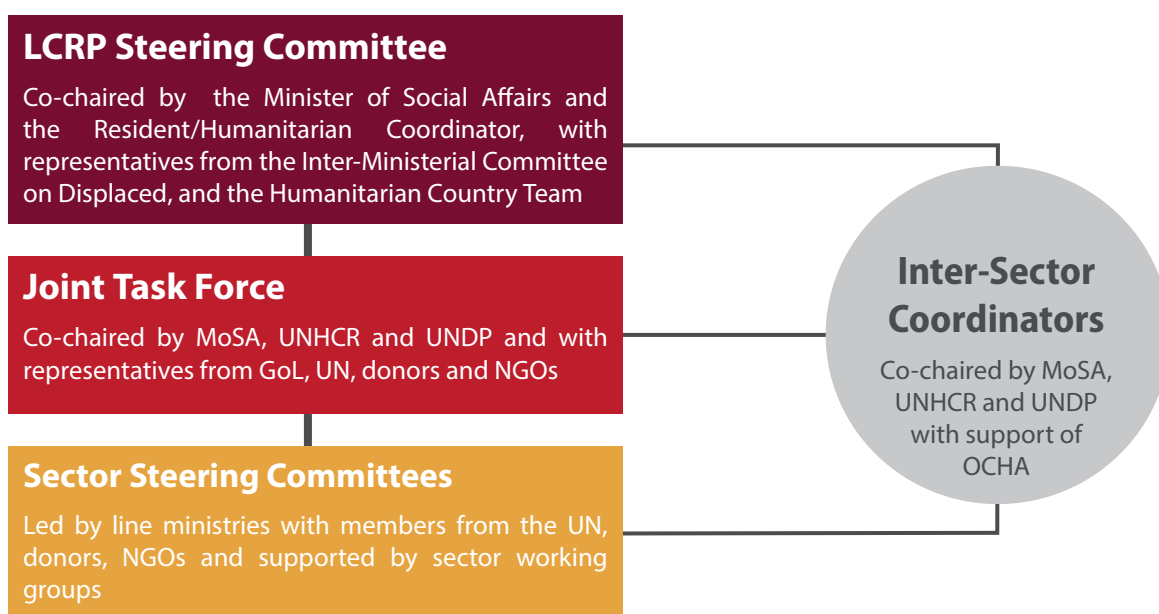 LCRP Steering Committee
Co-chaired by the Minister of Social Affairs and
the Resident/Humanitarian Coordinator, with
representatives from the Inter-Ministerial Committee
on Displaced, and the Humanitarian Country Team
Joint Task Force
Co-chaired by MoSA, UNHCR and UNDP and with
representatives from GoL, UN, donors and NGOs
Sector Steering Committees
Led by line ministries with members from the UN,
donors, NGOs and supported by sector working
groups
Inter-Sector
Coordinators
Co-chaired by MoSA,
UNHCR and UNDP
with support of
OCHA